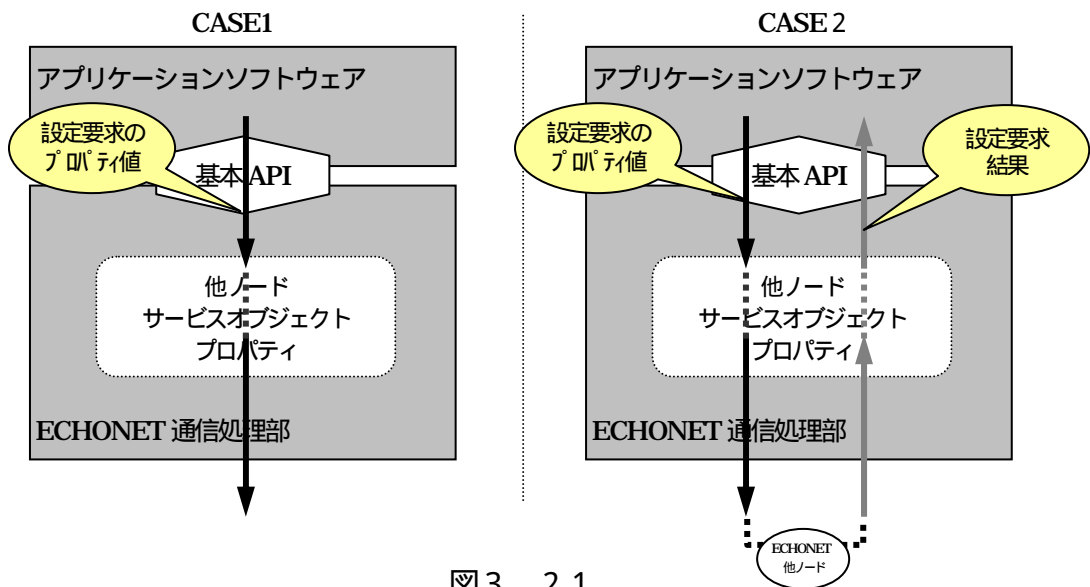 CASE1
アプリケーションソフトウェア
設定要求の
プロパティ値
基本API
他ノード
サービスオブジェクト
プロパティ
ECHONET 通信処理部
CASE 2
アプリケーションソフトウェア
設定要求の
プロパティ値
基本API
設定要求
結果
他ノード
サービスオブジェクト
プロパティ
ECHONET 通信処理部
ECHONET
他ノード
図3 2.1